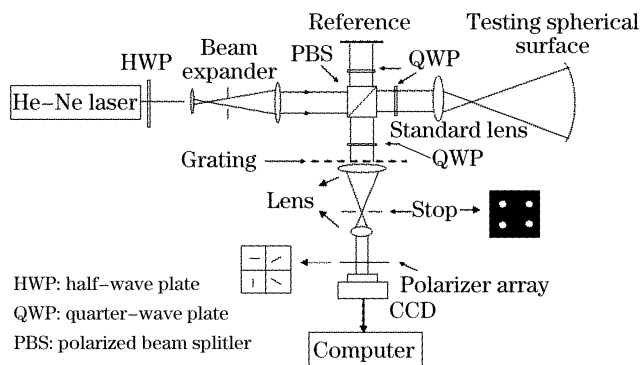 Reference
Testing spherical
surface
HWP
Beam
expander
PBS
QWP
He-Ne laser
Standard lens
Grating
QWP
Lens
Stop
HWP: half-wave plate
QWP: quarter-wave plate
PBS: polarized beam splitler
Polarizer array
CCD
Computer